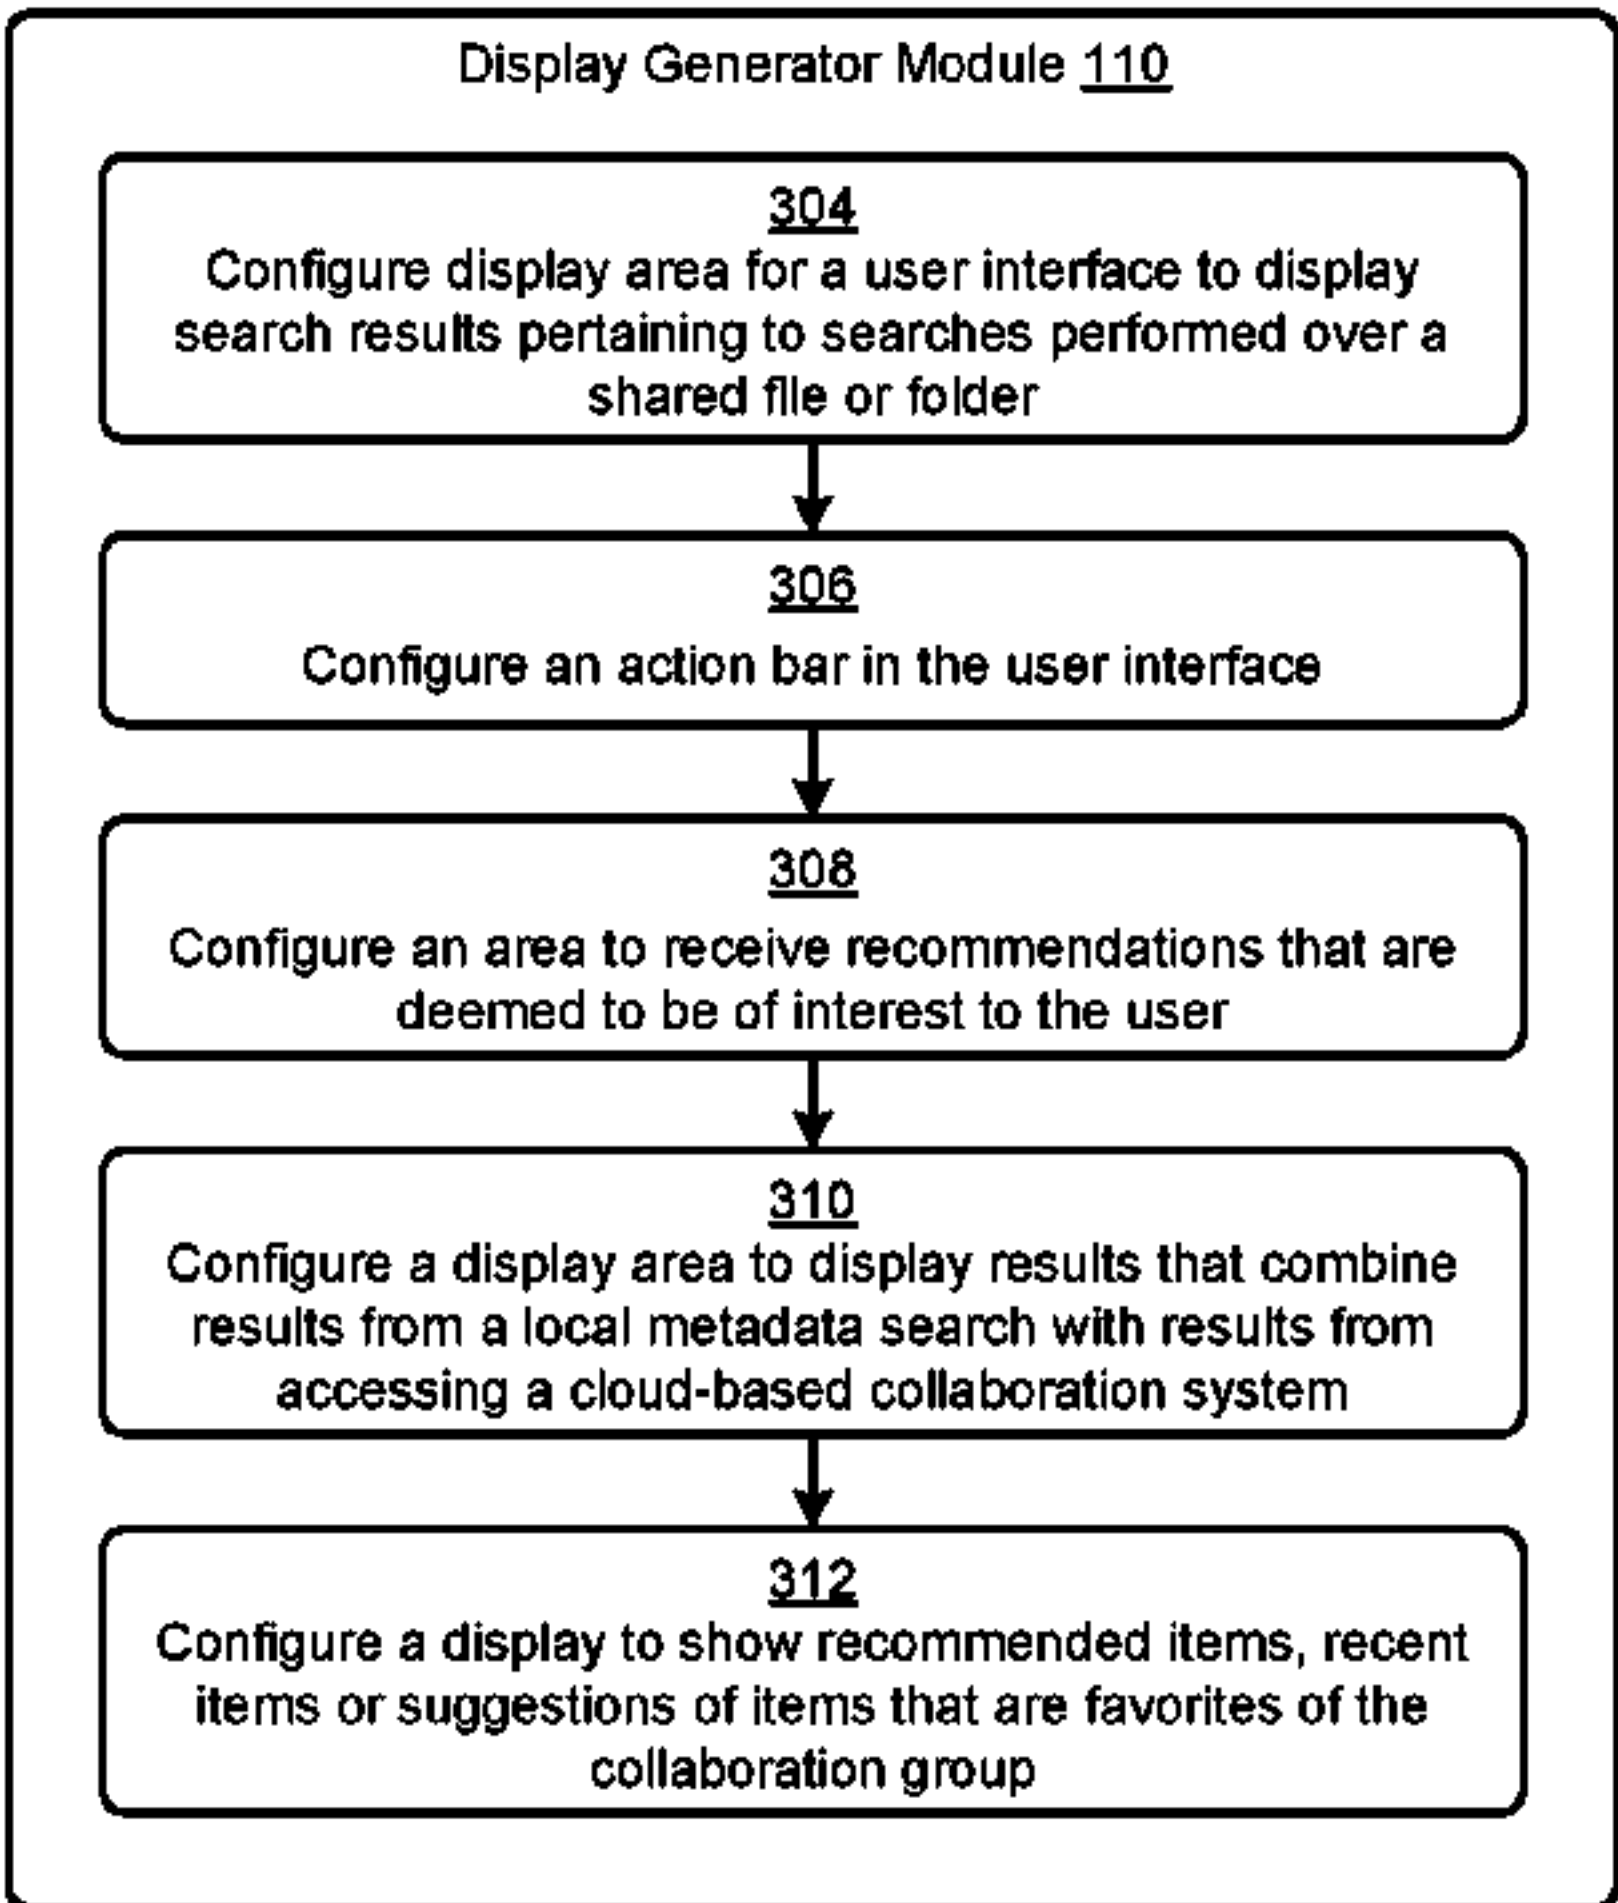 Display Generator Module 110
304
Configure display area for a user interface to display
search results pertaining to searches performed over a
shared file or folder
306
Configure an action bar in the user interface
308
Configure an area to receive recommendations that are
deemed to be of interest to the user
310
Configure a display area to display results that combine
results from a local metadata search with results from
accessing a cloud-based collaboration system
312
Configure a display to show recommended items, recent
items or suggestions of items that are favorites of the
collaboration group